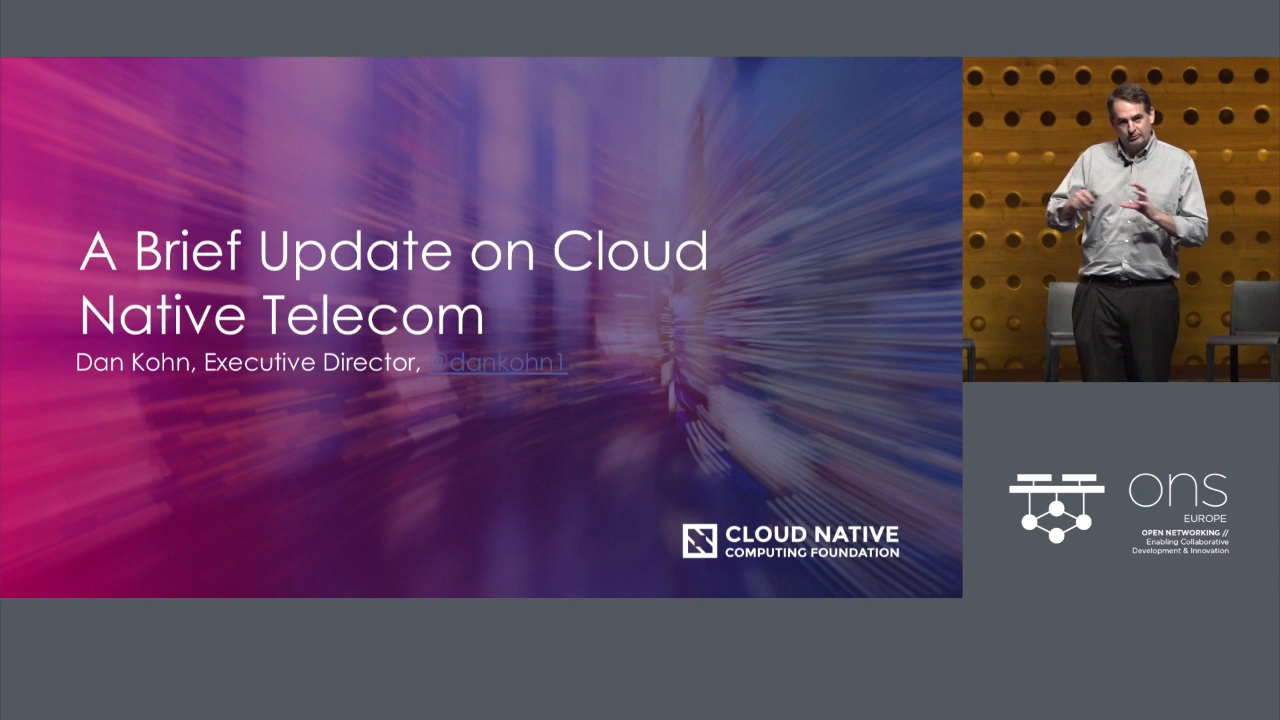 A Brief Update on Cloud
Native Telecom
Dan Kohn, Executive Director, @dankohn1
CLOUD NATIVE
COMPUTING FOUNDATION
ons
EUROPE
OPEN NETWORKING //
Enabling Collaborative
Development & Innovation